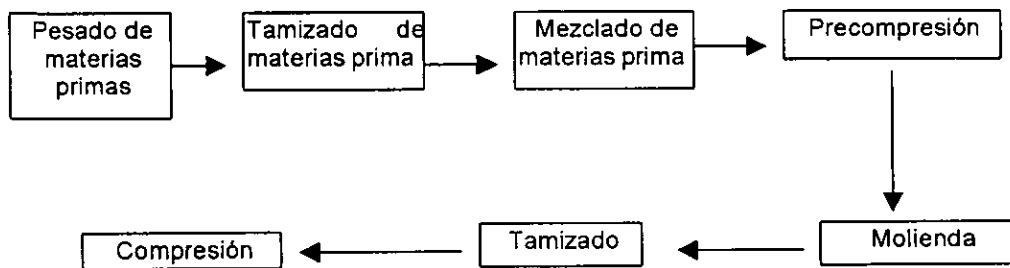 Pesado de
materias
primas
Tamizado de
materias prima
Mezclado de
materias prima
Precompresión
Molienda
Tamizado
Compresión